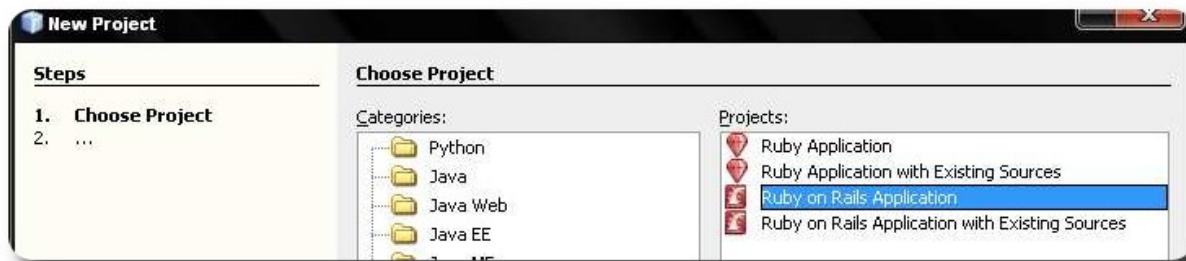 New Project
Steps
1. Choose Project
2. ...
Choose Project
Categories:
Python
Java
Java Web
Java EE
Projects:
Ruby Application
Ruby Application with Existing Sources
Ruby on Rails Application
Ruby on Rails Application with Existing Sources